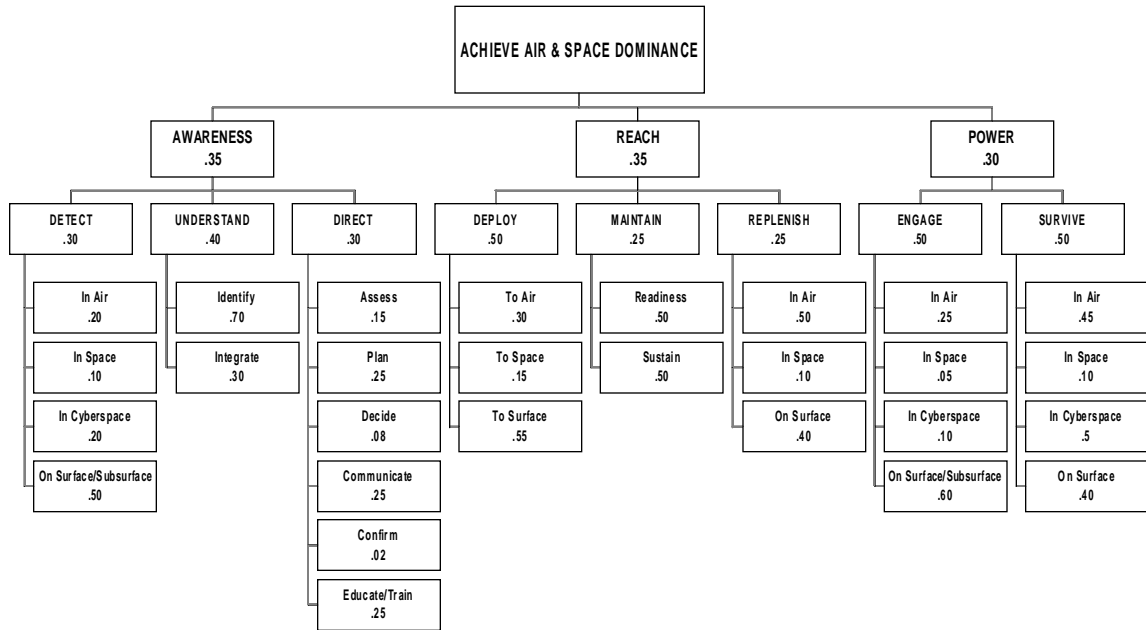 ACHIEVE AIR & SPACE DOMINANCE
AWARENESS
.35
REACH
.35
POWER
.30
DETECT
.30
UNDERSTAND
.40
DIRECT
.30
DEPLOY
.50
MAINTAIN
.25
REPLENISH
.25
ENGAGE
.50
SURVIVE
.50
In Air
.20
In Space
.10
In Cyberspace
.20
On Surface/Subsurface
.50
Identify
.70
Integrate
.30
Assess
.15
Plan
.25
Decide
.08
Communicate
.25
Confirm
.02
Educate/Train
.25
To Air
.30
To Space
.15
To Surface
.55
Readiness
.50
Sustain
.50
In Air
.50
In Space
.10
On Surface
.40
In Air
.25
In Space
.05
In Cyberspace
.10
On Surface/Subsurface
.60
In Air
.45
In Space
.10
In Cyberspace
.5
On Surface
.40